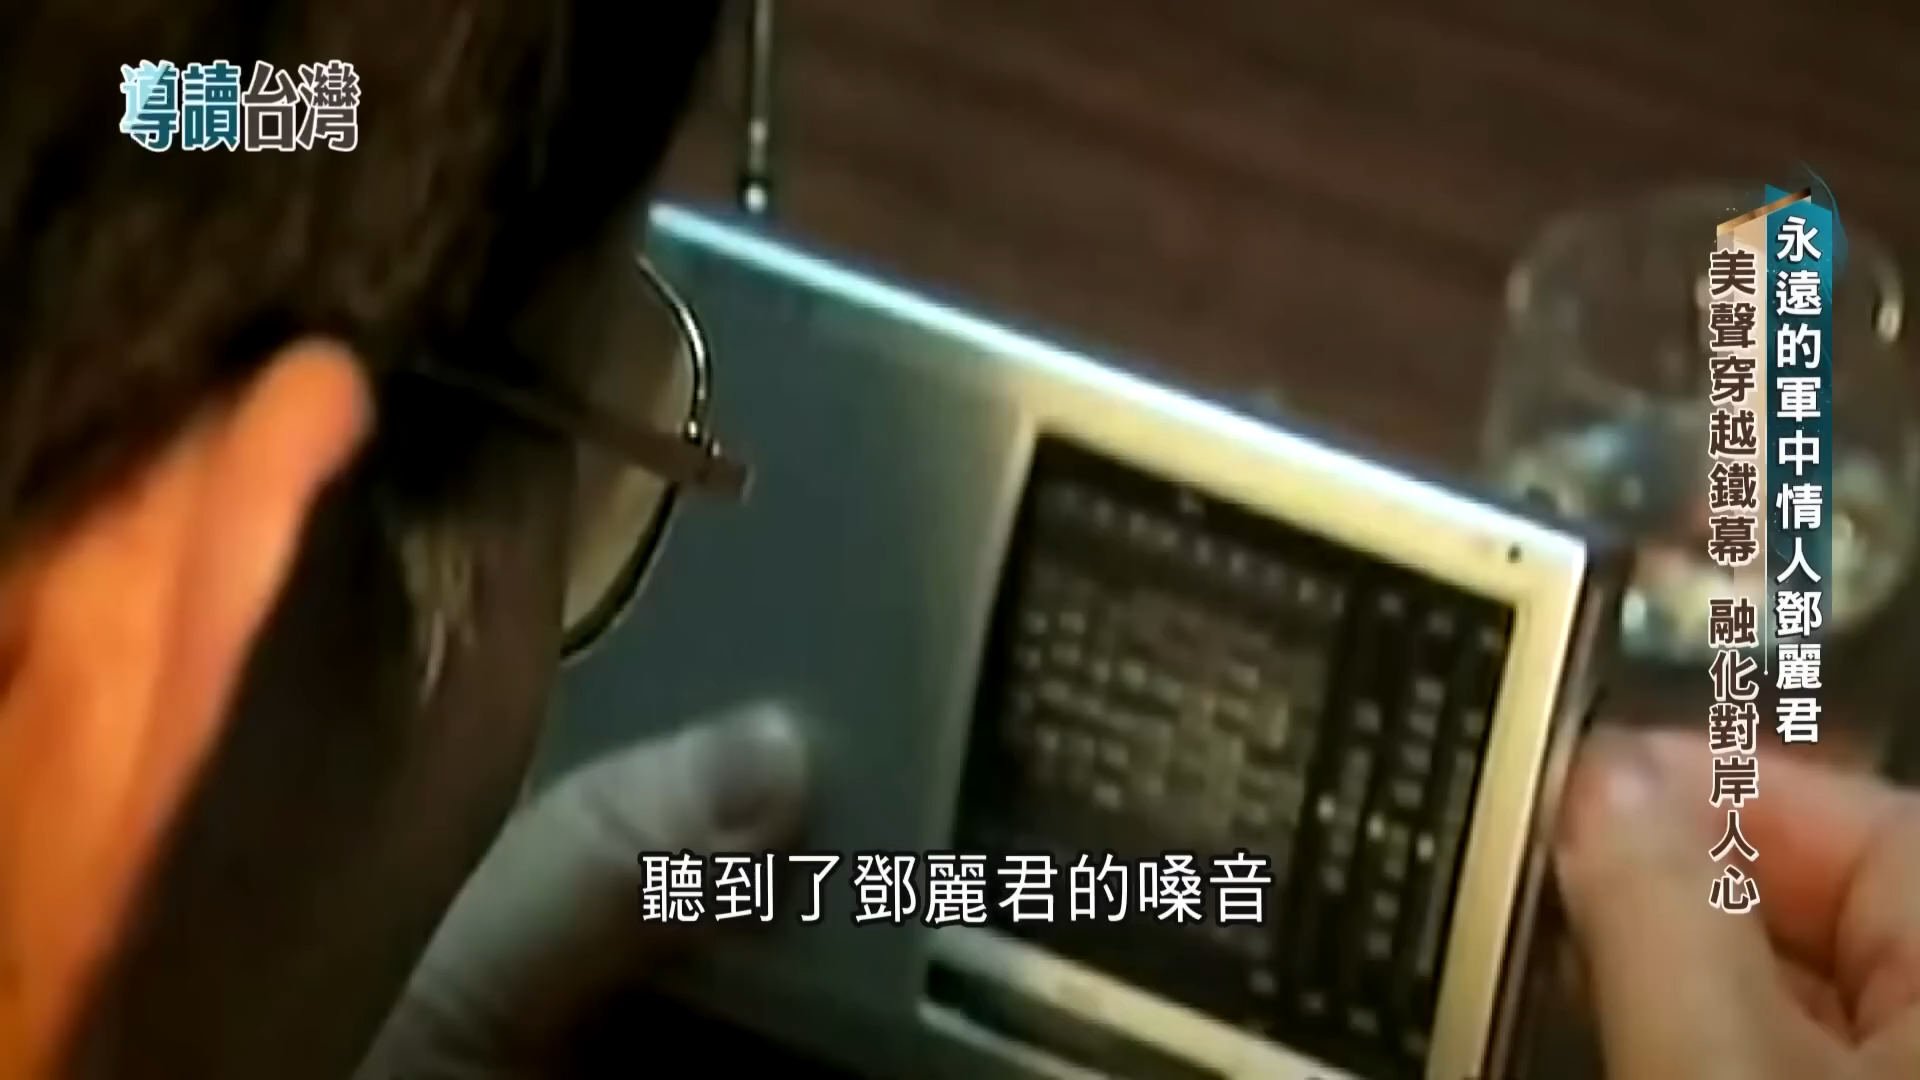 導讀台灣
永遠的軍中情人鄧麗君
美聲穿越鐵幕 融化對岸人心
聽到了鄧麗君的嗓音